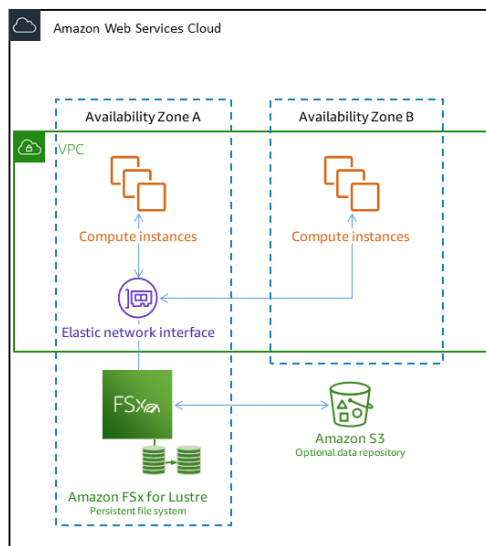 Amazon Web Services Cloud
Availability Zone A
Availability Zone B
VPC
Compute instances
Compute instances
Elastic network interface
FSx
Amazon S3
Optional data repository
Amazon FSx for Lustre
Persistent file system